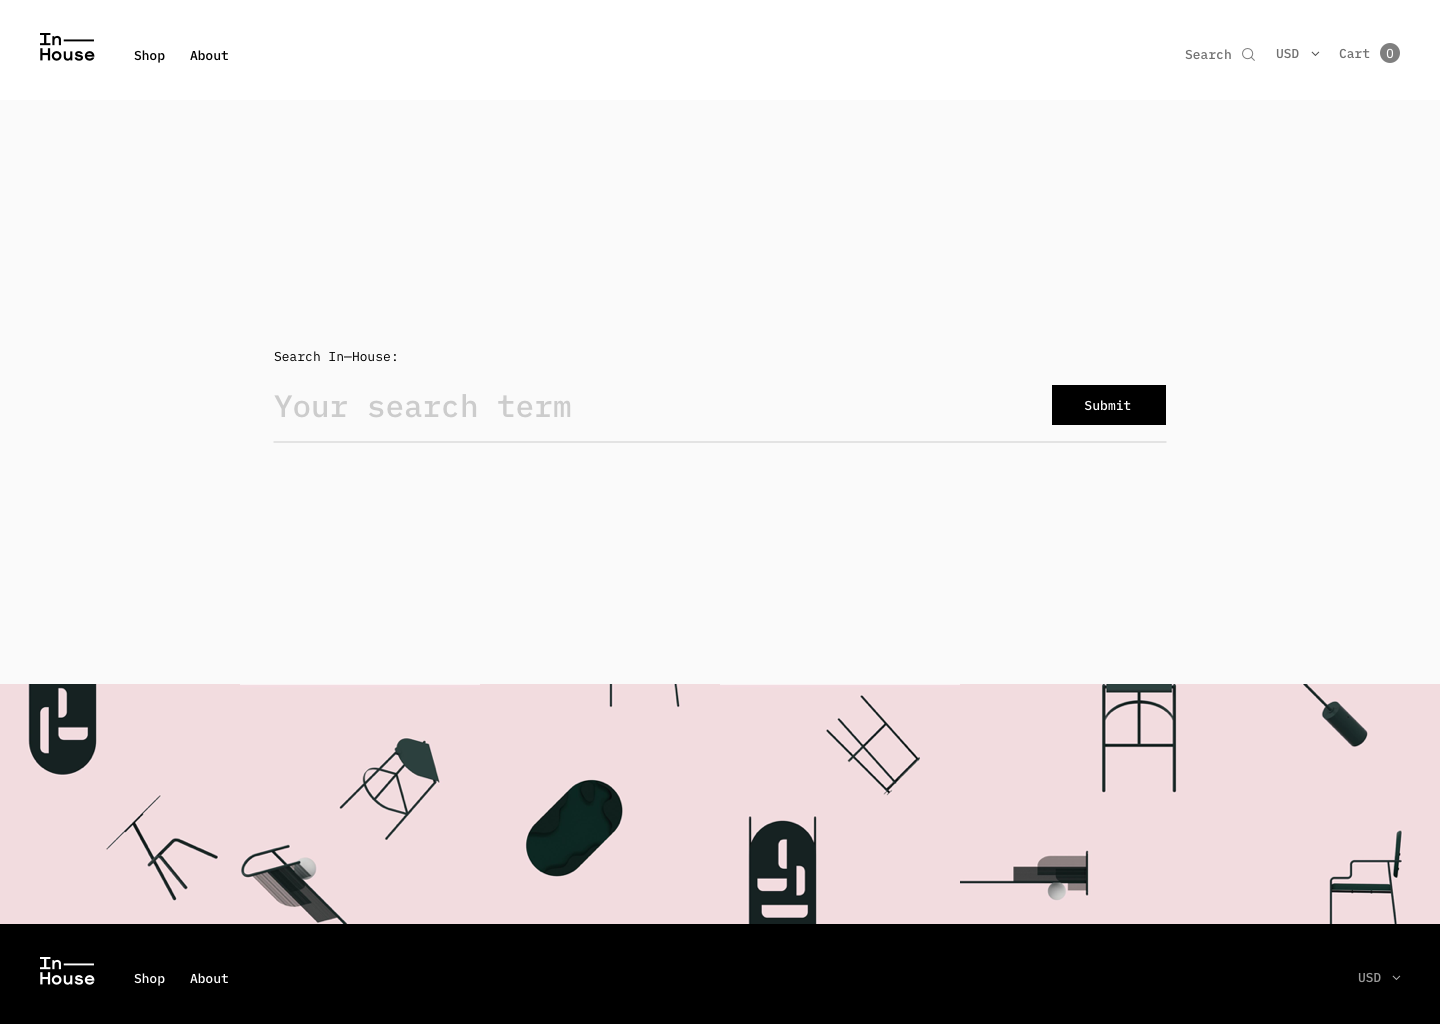 In—
House
Shop
About
Search
USD
Cart
0
Search In—House:
Your search term
Submit
In—
House
Shop
About
USD